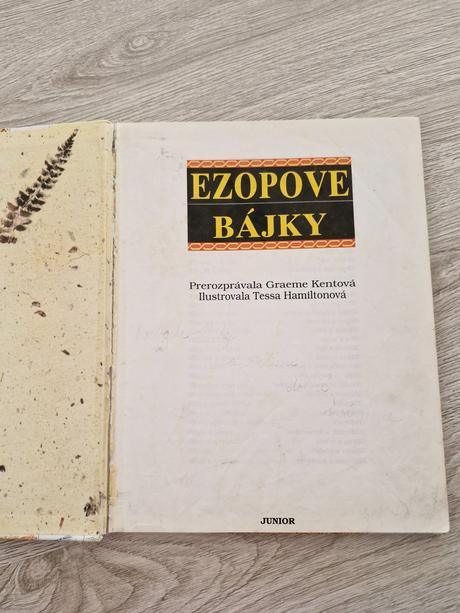 EZOPOVE
BÁJKY
Prerozprávala Graeme Kentová
Ilustrovala Tessa Hamiltonová
JUNIOR